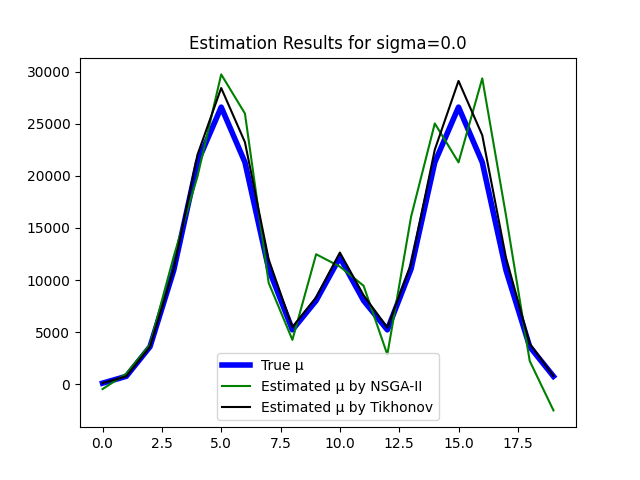 Estimation Results for sigma=0.0
30000
25000
20000
15000
10000
5000
0
True μ
Estimated μ by NSGA-II
Estimated μ by Tikhonov
0.0 2.5 5.0 7.5 10.0 12.5 15.0 17.5